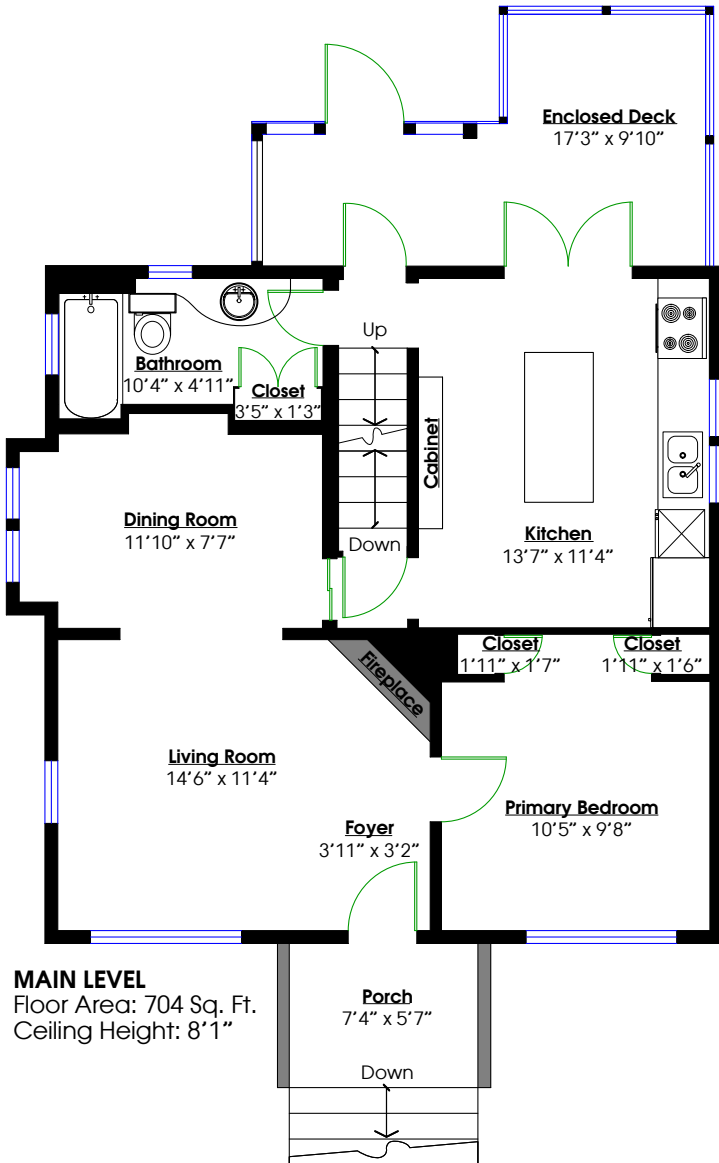 Enclosed Deck
17'3" x 9'10"
Up
Bathroom
10'4" x 4'11"
Closet
3'5" x 1'3"
Cabinet
Dining Room
11'10" x 7'7"
Down
Kitchen
13'7" x 11'4"
Closet
1'11" x 1'7"
Closet
1'11" x 1'6"
Fireplace
Living Room
14'6" x 11'4"
Foyer
3'11" x 3'2"
Primary Bedroom
10'5" x 9'8"
MAIN LEVEL
Floor Area: 704 Sq. Ft.
Ceiling Height: 8'1"
Porch
7'4" x 5'7"
Down